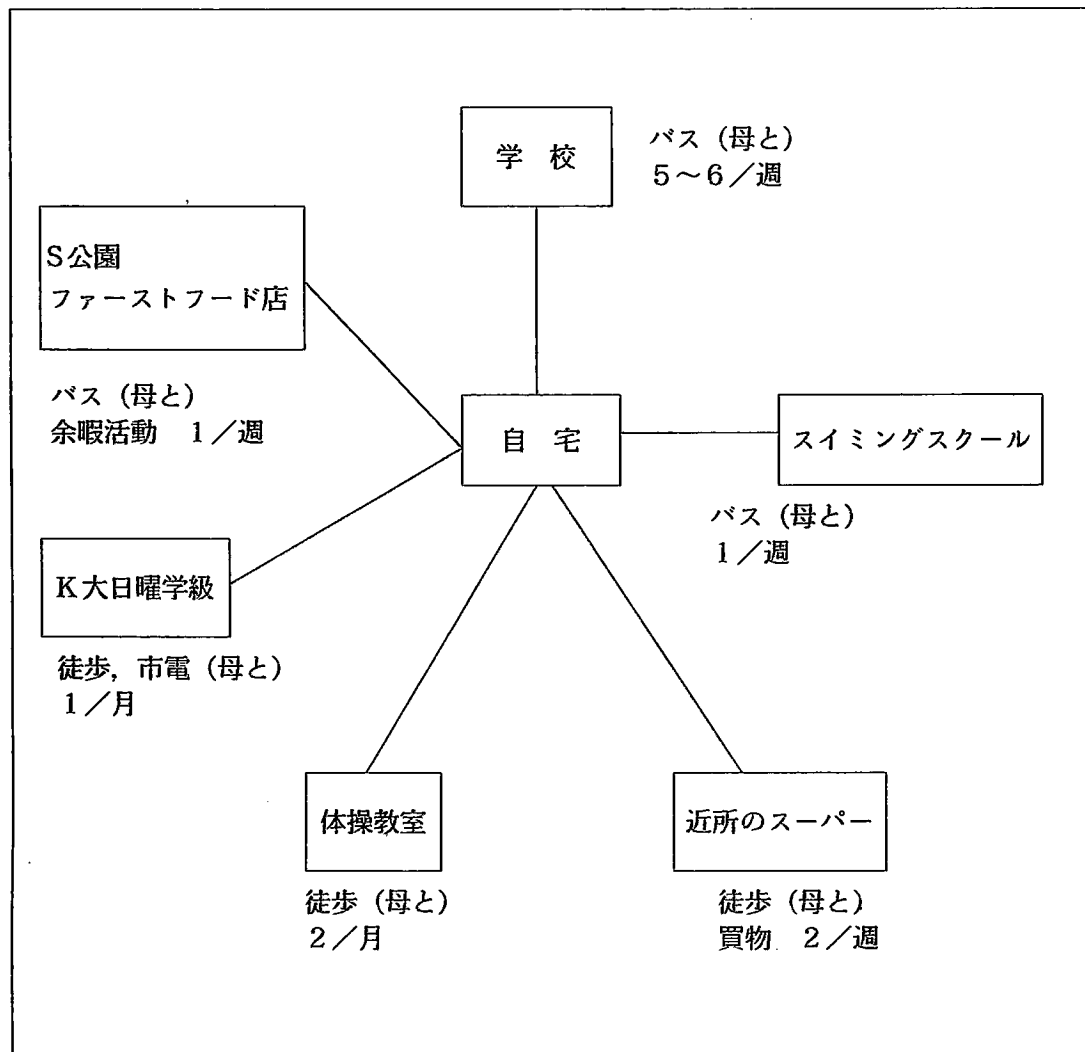 学 校
バス (母と)
5~6/週
S公園
ファーストフード店
バス (母と)
余暇活動 1/週
自 宅
スイミングスクール
バス (母と)
1/週
K大日曜学級
徒歩, 市電 (母と)
1/月
体操教室
徒歩 (母と)
2/月
近所のスーパー
徒歩 (母と)
買物 2/週